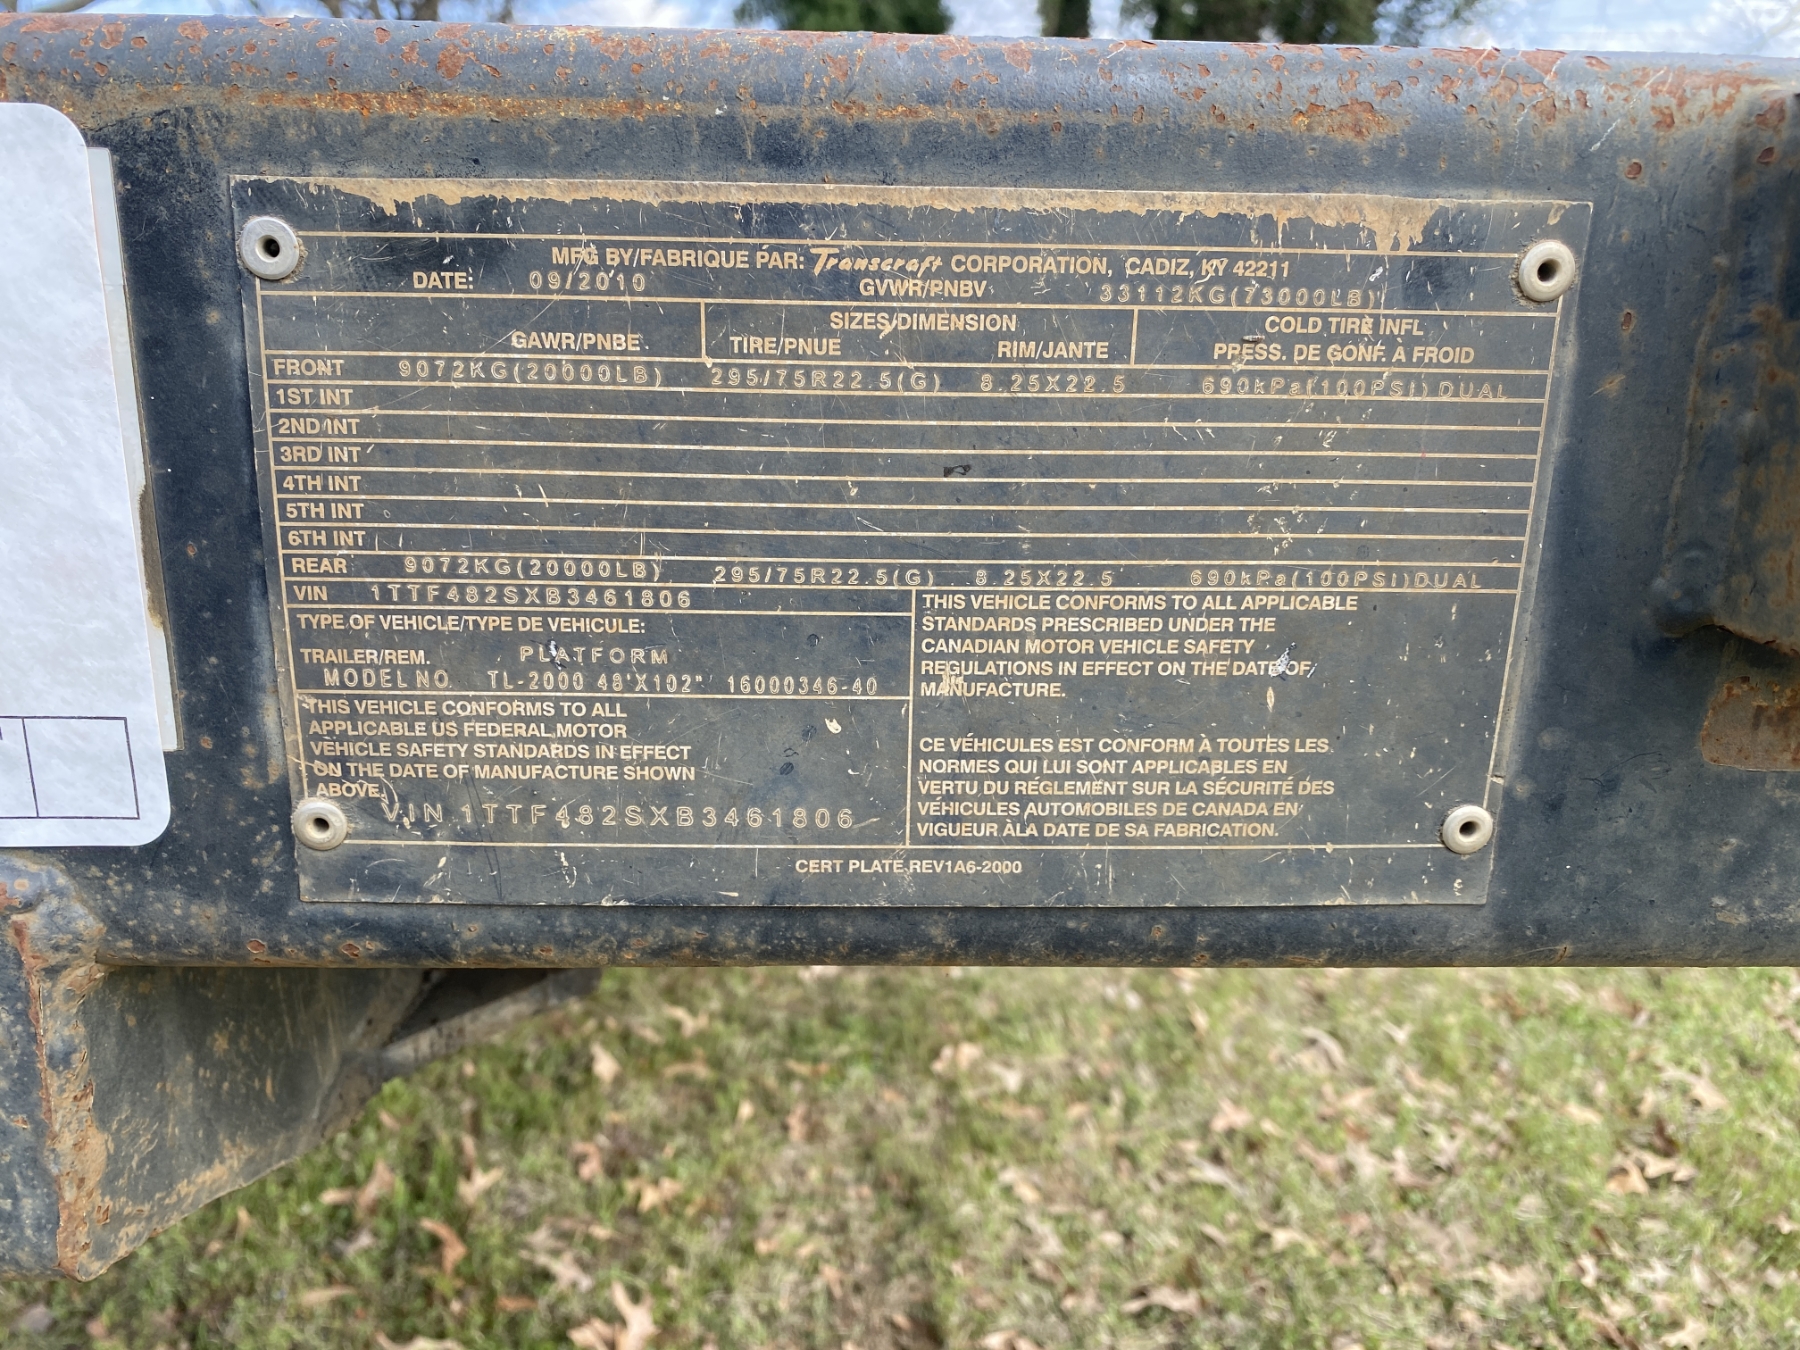 MFG BY/FABRIQUE PAR: Transcraft CORPORATION, CADIZ, KY 42211
DATE: 09/2010 GVWR/PNBV 33112KG(73000LB)
SIZES/DIMENSION COLD TIRE INFL
GAWR/PNBE TIRE/PNUE RIM/JANTE PRESS. DE GONF. À FROID
FRONT 9072KG(20000LB) 295/75R22.5(G) 8.25X22.5 690kPa(100PSI)DUAL
1ST INT
2ND INT
3RD INT
4TH INT
5TH INT
6TH INT
REAR 9072KG(20000LB) 295/75R22.5(G) 8.25X22.5 690kPa(100PSI)DUAL
VIN 1TTF482SXB3461806
TYPE OF VEHICLE/TYPE DE VEHICULE:
TRAILER/REM. PLATFORM
MODEL NO. TL-2000 48'X102" 16000346-40
THIS VEHICLE CONFORMS TO ALL
APPLICABLE US FEDERAL MOTOR
VEHICLE SAFETY STANDARDS IN EFFECT
ON THE DATE OF MANUFACTURE SHOWN
ABOVE.
VIN 1TTF482SXB3461806
THIS VEHICLE CONFORMS TO ALL APPLICABLE
STANDARDS PRESCRIBED UNDER THE
CANADIAN MOTOR VEHICLE SAFETY
REGULATIONS IN EFFECT ON THE DATE OF
MANUFACTURE.
CE VÉHICULES EST CONFORM À TOUTES LES
NORMES QUI LUI SONT APPLICABLES EN
VERTU DU RÉGLEMENT SUR LA SÉCURITÉ DES
VÉHICULES AUTOMOBILES DE CANADA EN
VIGUEUR ÀLA DATE DE SA FABRICATION.
CERT PLATE REV1A6-2000